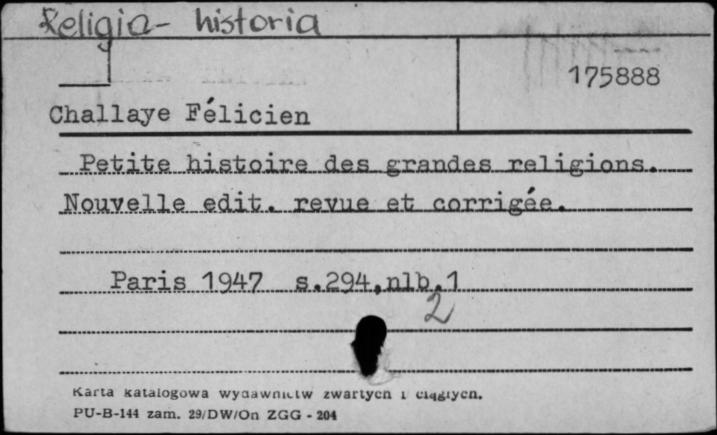 Religia- historia
175888
Challaye Félicien
Petite histoire des grandes religions.
Nouvelle edit. revue et corrigée.
Paris 1947 s.294,nlb.1
2
Karta katalogowa wydawnictw zwartych i ciągłych.
PU-B-144 zam. 29/DW/On ZGG - 204